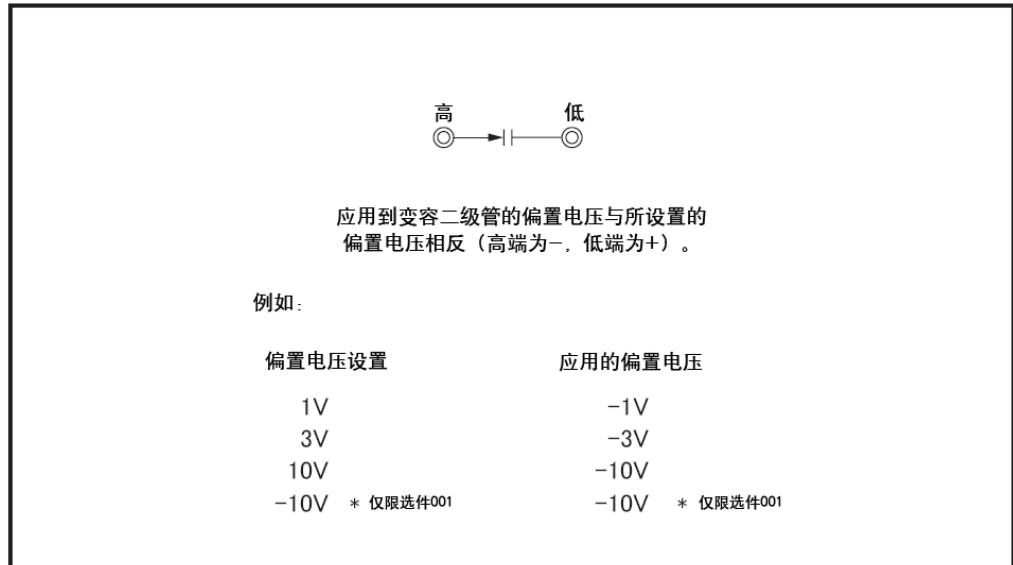 高 低
应用到变容二级管的偏置电压与所设置的
偏置电压相反（高端为−，低端为+）。
例如：
偏置电压设置 应用的偏置电压
1V −1V
3V −3V
10V −10V
−10V * 仅限选件001 −10V * 仅限选件001